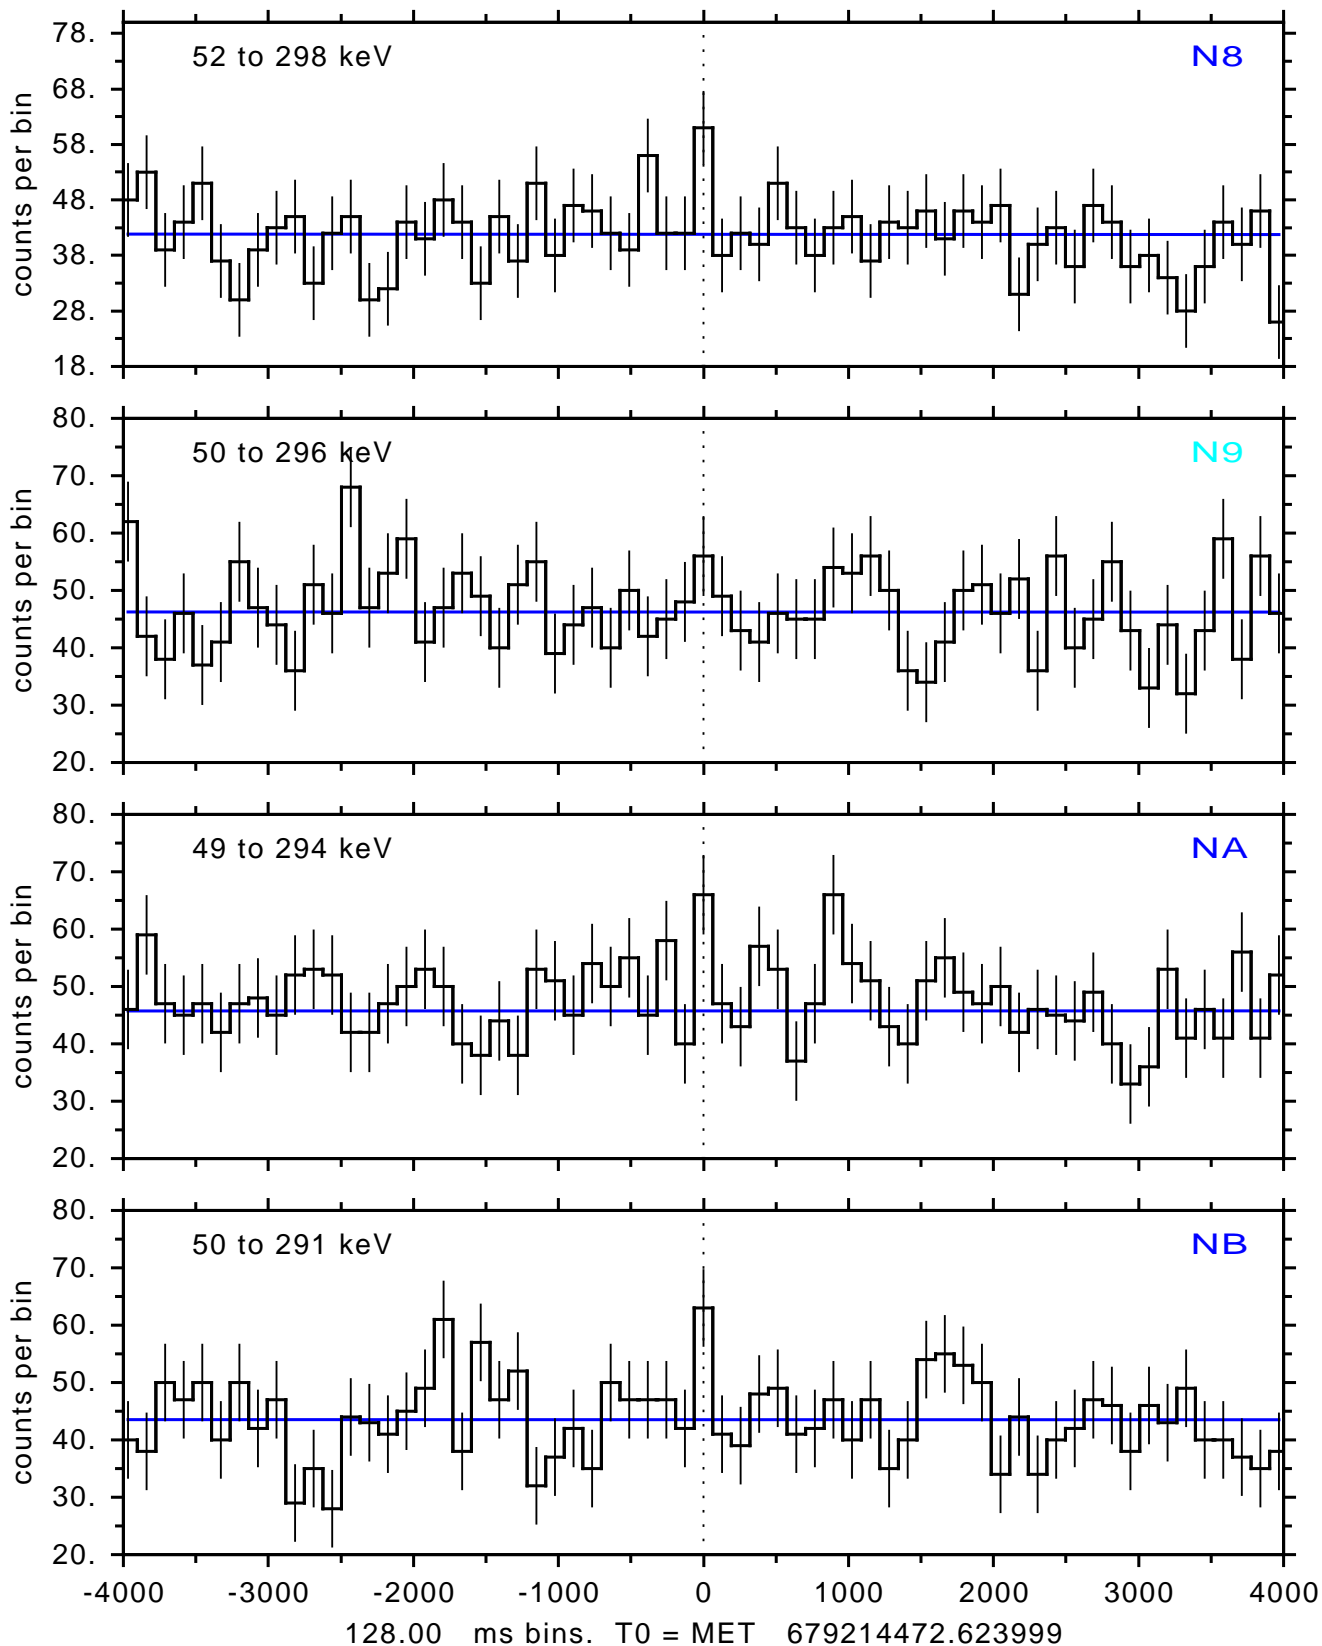 52 to 298 keV N8
counts per bin
78.
68.
58.
48.
38.
28.
18.
50 to 296 keV N9
counts per bin
80.
70.
60.
50.
40.
30.
20.
49 to 294 keV NA
counts per bin
80.
70.
60.
50.
40.
30.
20.
50 to 291 keV NB
counts per bin
80.
70.
60.
50.
40.
30.
20.
-4000 -3000 -2000 -1000 0 1000 2000 3000 4000
128.00 ms bins. T0 = MET 679214472.623999